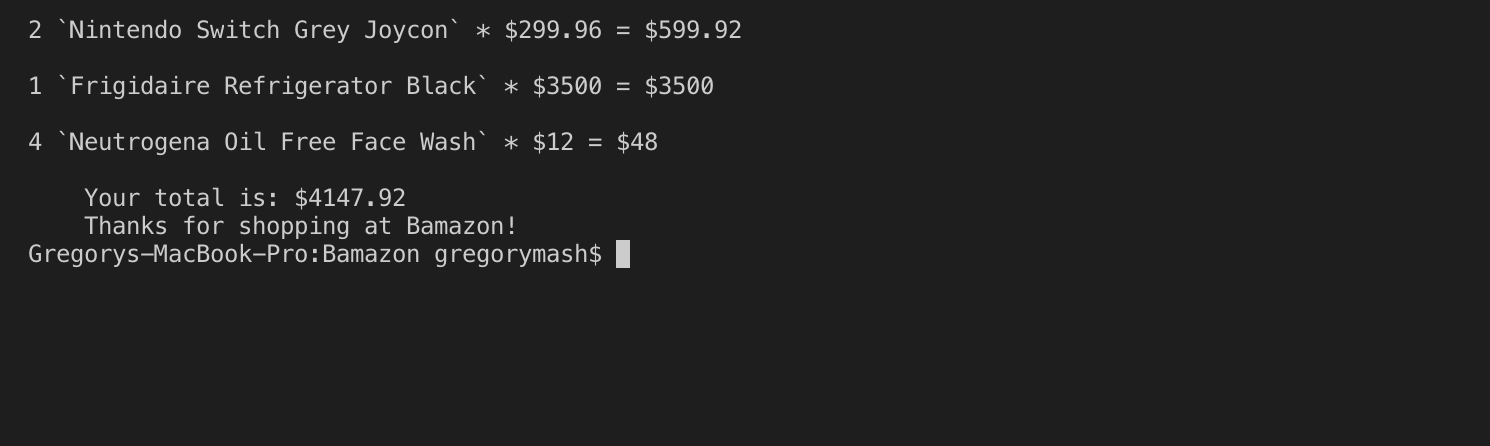 2 `Nintendo Switch Grey Joycon` * $299.96 = $599.92
1 `Frigidaire Refrigerator Black` * $3500 = $3500
4 `Neutrogena Oil Free Face Wash` * $12 = $48
Your total is: $4147.92
Thanks for shopping at Bamazon!
Gregorys-MacBook-Pro:Bamazon gregorymash$